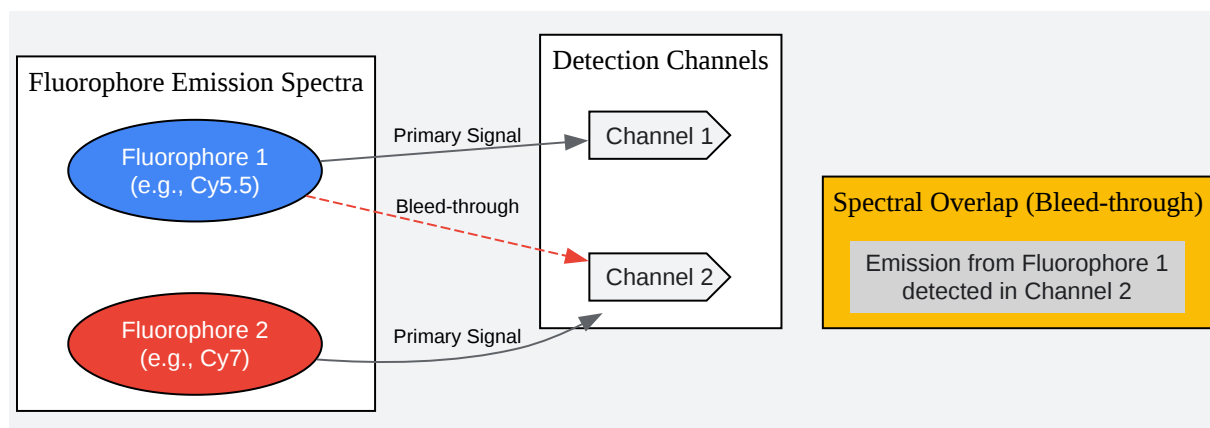 Fluorophore Emission Spectra
Fluorophore 1
(e.g., Cy5.5)
Fluorophore 2
(e.g., Cy7)
Primary Signal
Bleed-through
Primary Signal
Detection Channels
Channel 1
Channel 2
Spectral Overlap (Bleed-through)
Emission from Fluorophore 1
detected in Channel 2